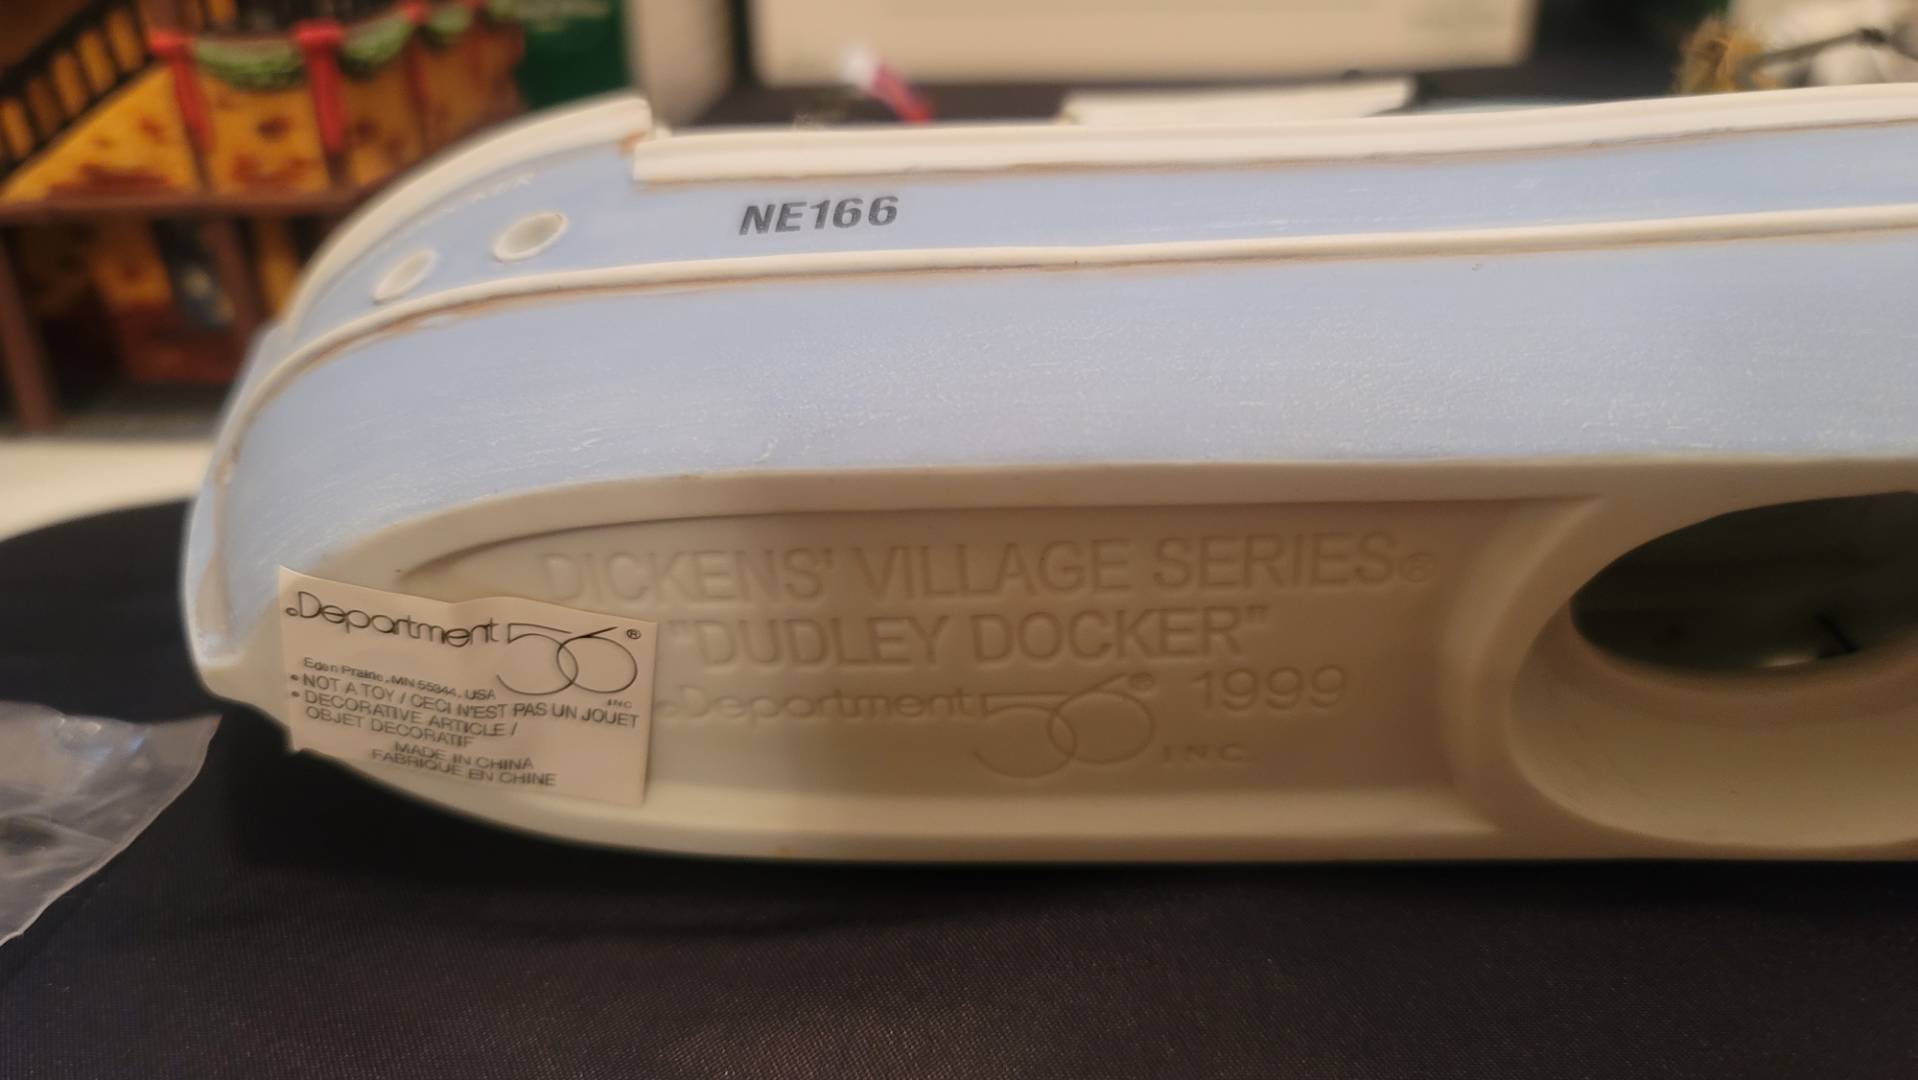 NE166
DICKENS' VILLAGE SERIES®
"DUDLEY DOCKER"
Department 56® 1999
INC.
Department 56®
Eden Prairie, MN 55344, USA
INC
• NOT A TOY / CECI N'EST PAS UN JOUET
• DECORATIVE ARTICLE /
OBJET DECORATIF
MADE IN CHINA
FABRIQUE EN CHINE